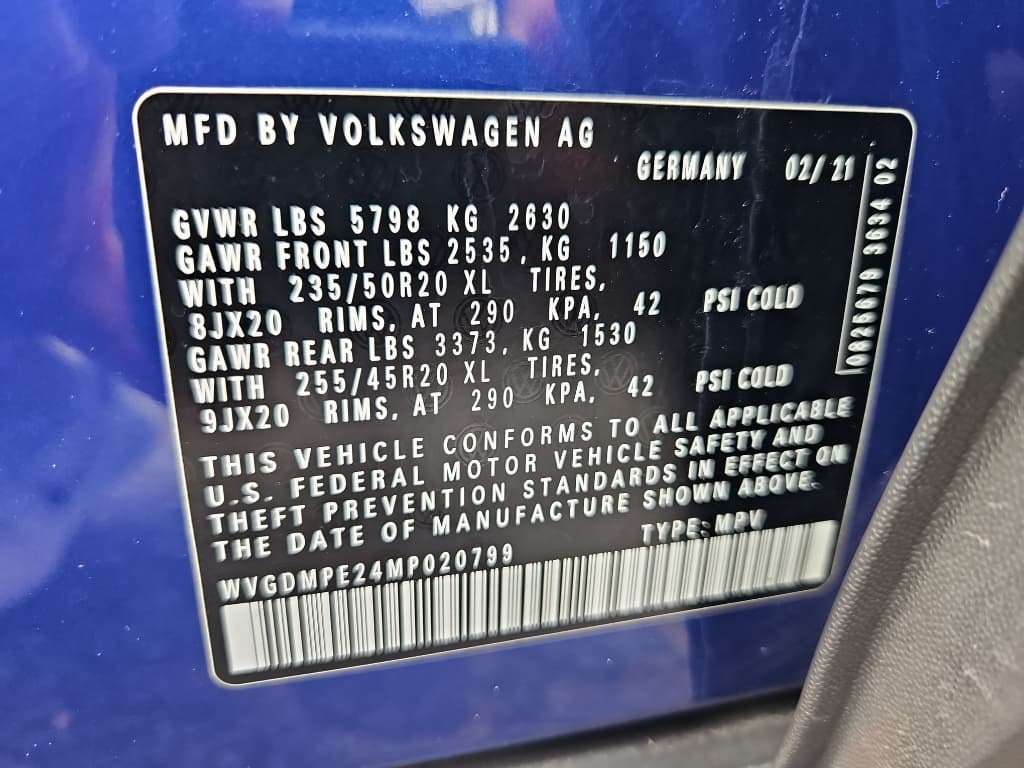 MFD BY VOLKSWAGEN AG
GERMANY 02/21
GVWR LBS 5798 KG 2630
GAWR FRONT LBS 2535, KG 1150
WITH 235/50R20 XL TIRES,
8JX20 RIMS, AT 290 KPA, 42 PSI COLD
GAWR REAR LBS 3373, KG 1530
WITH 255/45R20 XL TIRES,
9JX20 RIMS, AT 290 KPA, 42 PSI COLD
THIS VEHICLE CONFORMS TO ALL APPLICABLE
U.S. FEDERAL MOTOR VEHICLE SAFETY AND
THEFT PREVENTION STANDARDS IN EFFECT ON
THE DATE OF MANUFACTURE SHOWN ABOVE.
WVGDMPE24MP020799 TYPE: MPV
3634 02